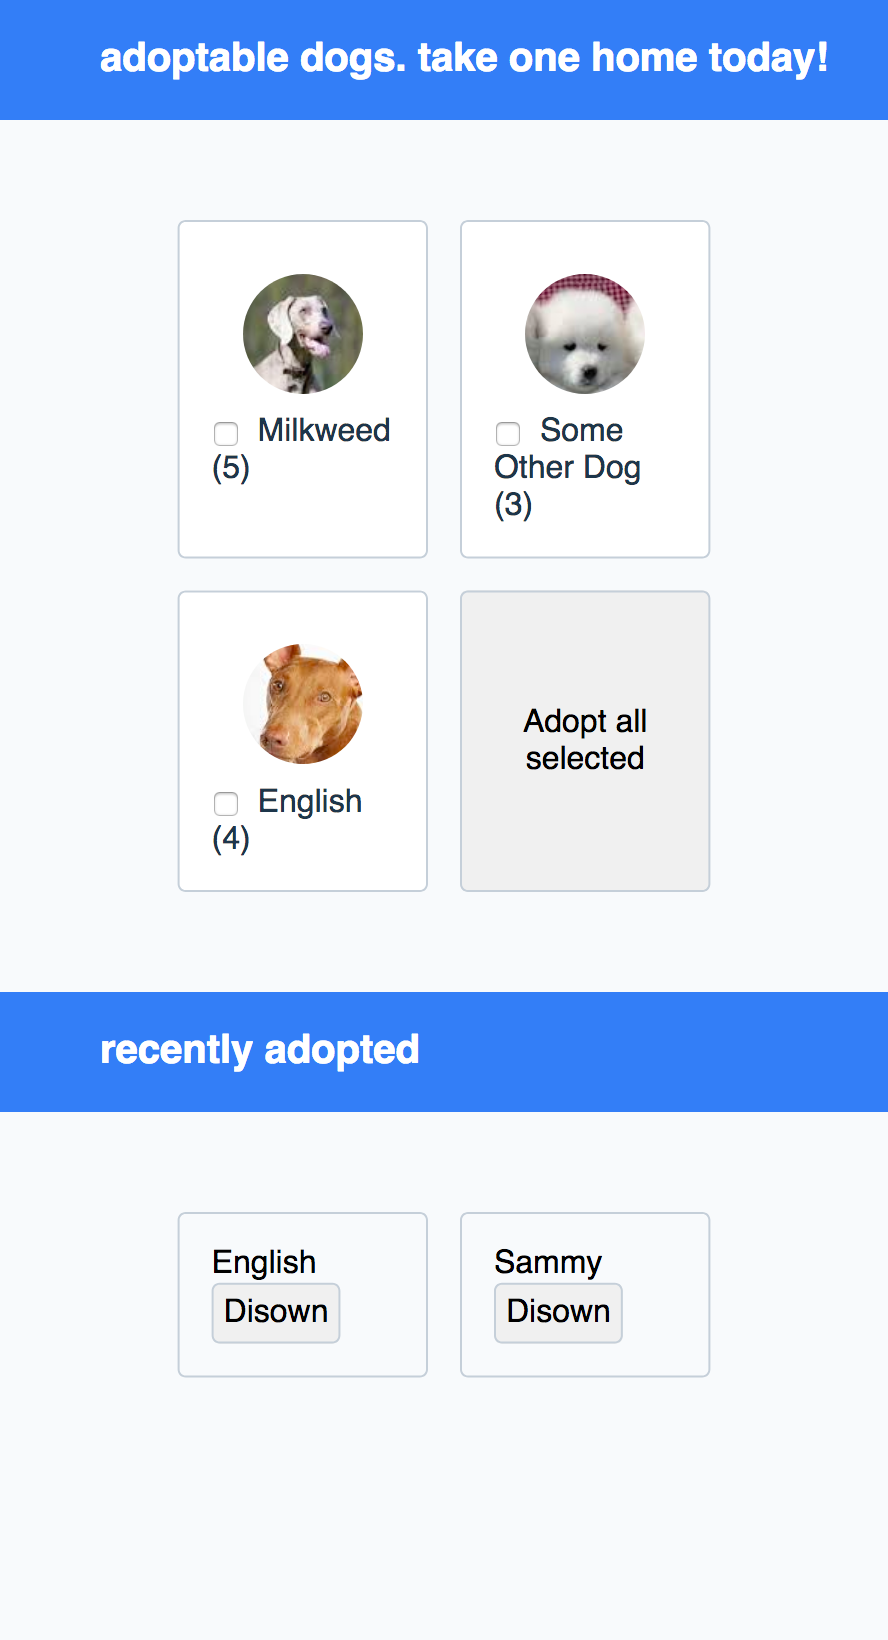 adoptable dogs. take one home today!
Milkweed
(5)
Some
Other Dog
(3)
English
(4)
Adopt all
selected
recently adopted
English
Disown
Sammy
Disown